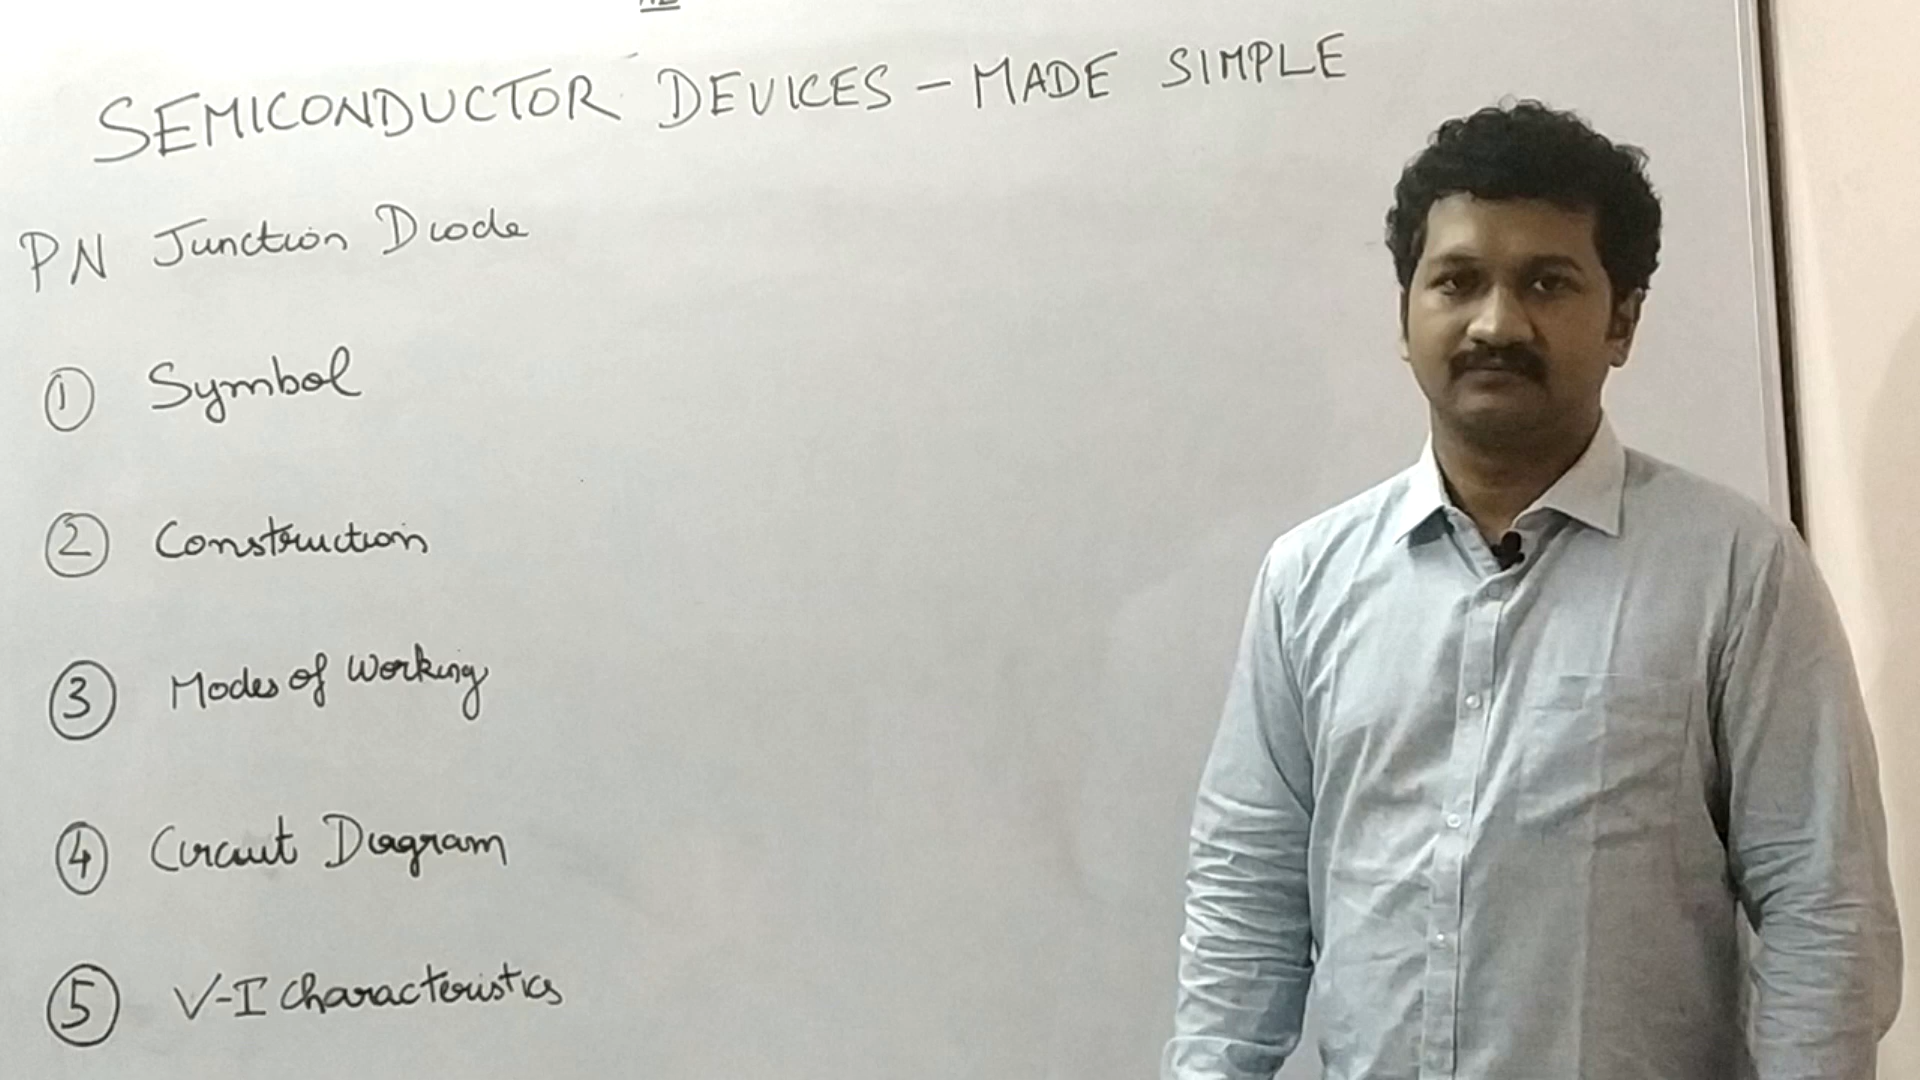 SEMICONDUCTOR DEVICES - MADE SIMPLE
PN Junction Diode
① Symbol
② Construction
③ Modes of Working
④ Circuit Diagram
⑤ V-I Characteristics